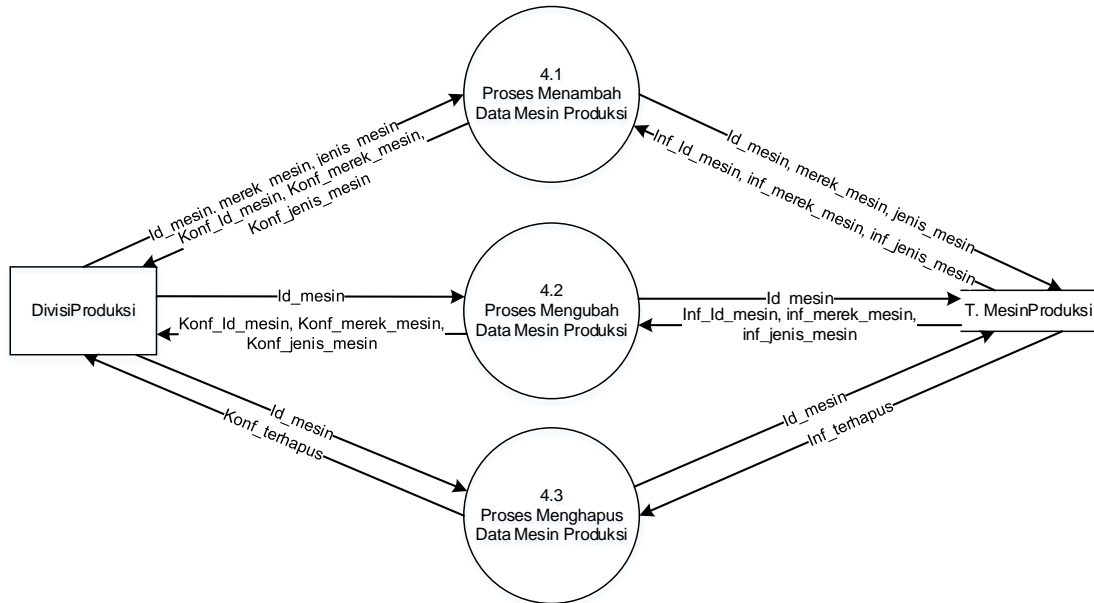 4.1
Proses Menambah
Data Mesin Produksi
Id_mesin, merek_mesin, jenis_mesin
Konf_Id_mesin, Konf_merek_mesin,
Konf_jenis_mesin
Id_mesin, merek_mesin, jenis_mesin
Inf_Id_mesin, inf_merek_mesin, inf_jenis_mesin
DivisiProduksi
Id_mesin
Konf_Id_mesin, Konf_merek_mesin,
Konf_jenis_mesin
4.2
Proses Mengubah
Data Mesin Produksi
Id_mesin
Inf_Id_mesin, inf_merek_mesin,
inf_jenis_mesin
T. MesinProduksi
Id_mesin
Konf_terhapus
Id_mesin
Inf_terhapus
4.3
Proses Menghapus
Data Mesin Produksi